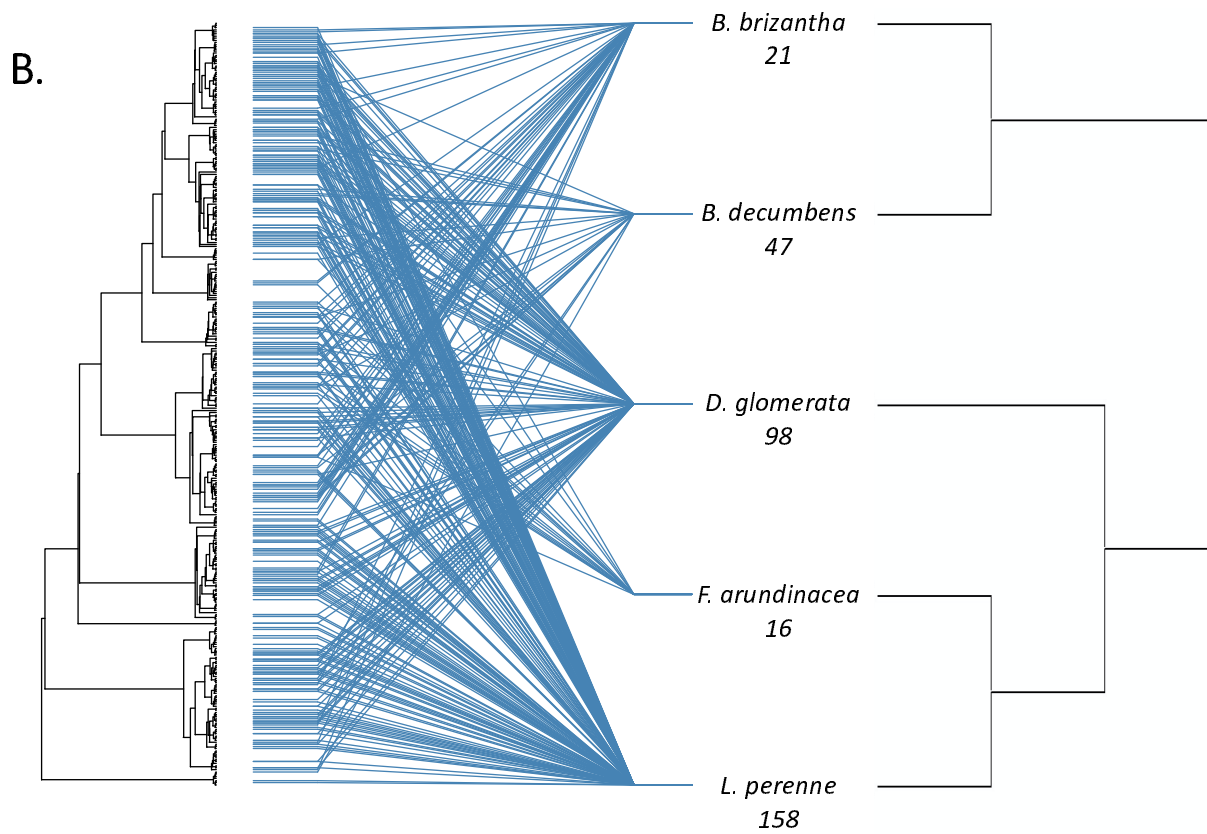 B.
B. brizantha
21
B. decumbens
47
D. glomerata
98
F. arundinacea
16
L. perenne
158